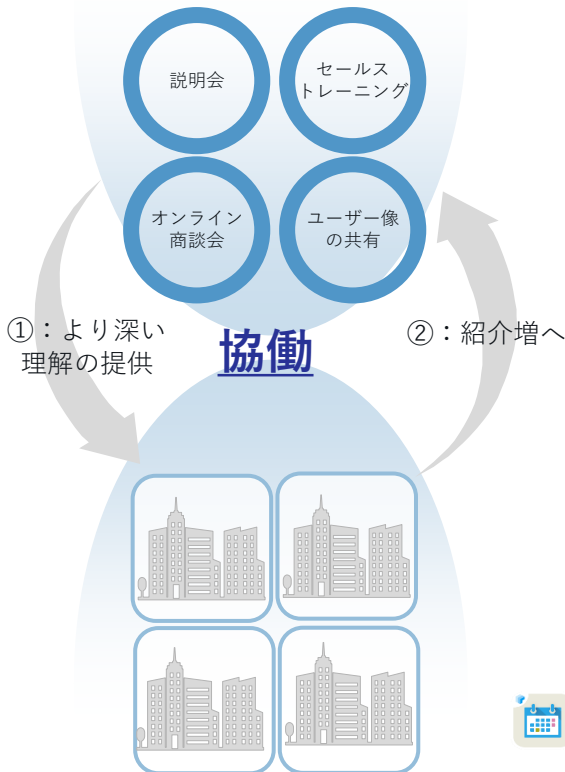 説明会
セールス
トレーニング
オンライン
商談会
ユーザー像
の共有
①：より深い
理解の提供
協働
②：紹介増へ